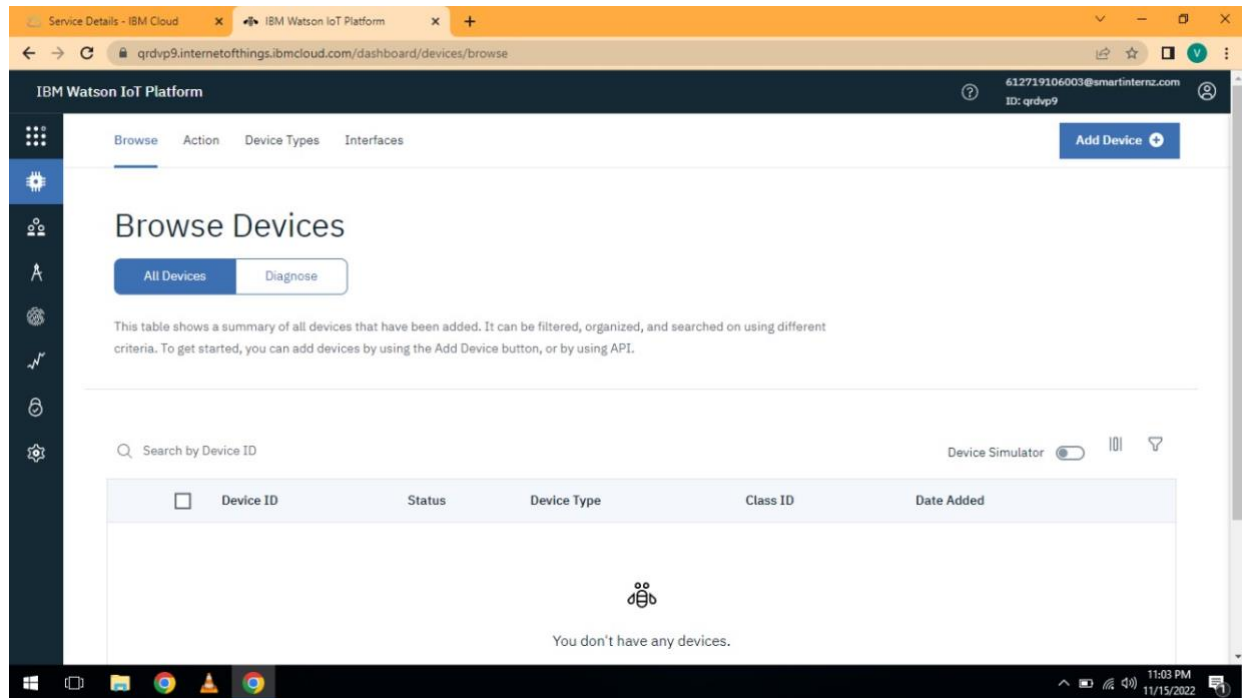 Service Details - IBM Cloud
IBM Watson IoT Platform
qrdvp9.internetofthings.ibmcloud.com/dashboard/devices/browse
V
IBM Watson IoT Platform
612719106003@smartinternz.com
ID: qrdvp9
Browse Action Device Types Interfaces
Add Device
Browse Devices
All Devices Diagnose
This table shows a summary of all devices that have been added. It can be filtered, organized, and searched on using different
criteria. To get started, you can add devices by using the Add Device button, or by using API.
Search by Device ID
Device Simulator
Device ID Status Device Type Class ID Date Added
You don't have any devices.
11:03 PM
11/15/2022
1